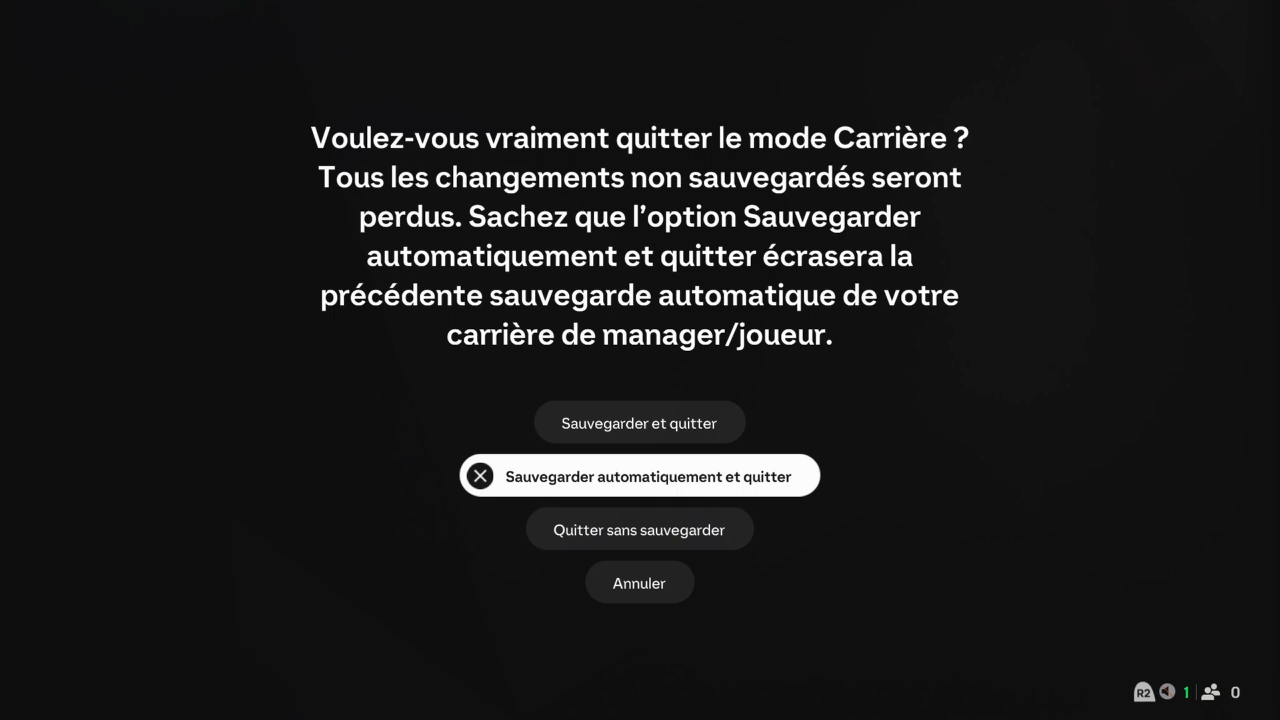 Voulez-vous vraiment quitter le mode Carrière ?
Tous les changements non sauvegardés seront
perdus. Sachez que l’option Sauvegarder
automatiquement et quitter écrasera la
précédente sauvegarde automatique de votre
carrière de manager/joueur.
Sauvegarder et quitter
Sauvegarder automatiquement et quitter
Quitter sans sauvegarder
Annuler
R2 1 0